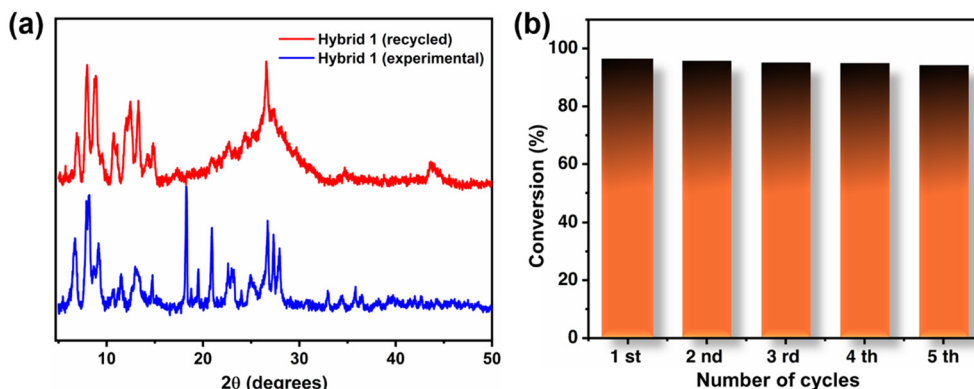 (a)
Hybrid 1 (recycled)
Hybrid 1 (experimental)
10 20 30 40 50
2θ (degrees)
(b)
Conversion (%)
100
80
60
40
20
0
1 st 2 nd 3 rd 4 th 5 th
Number of cycles